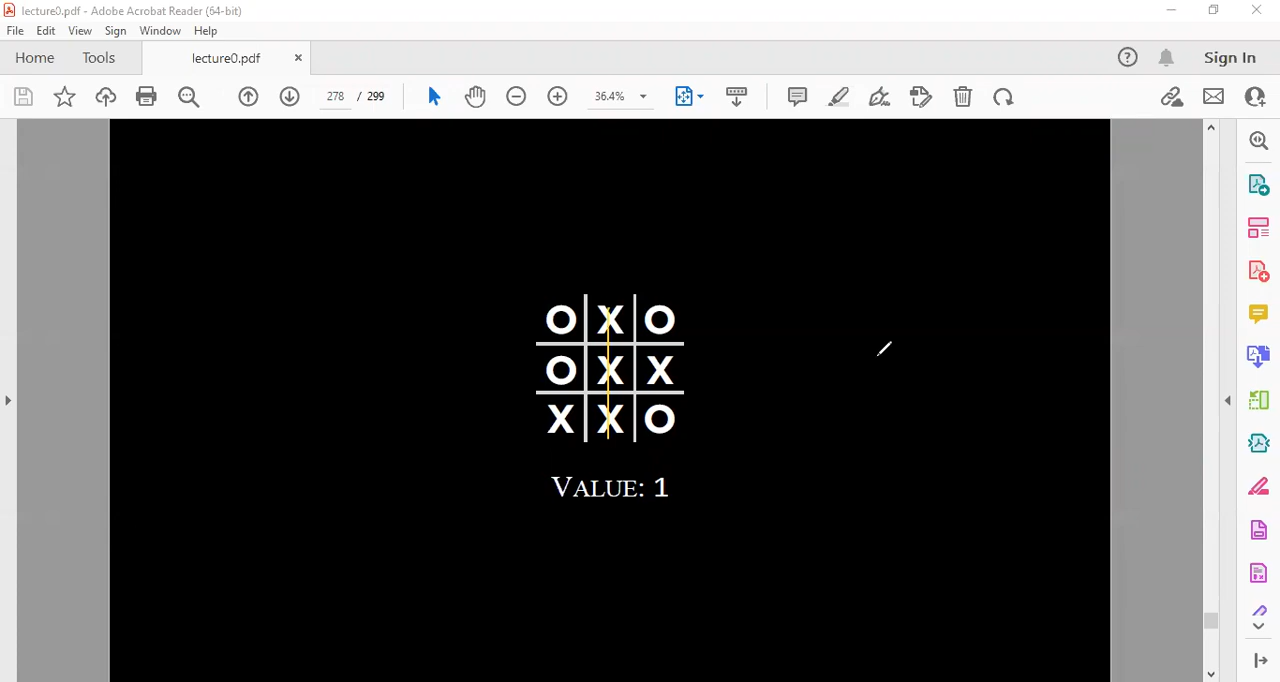 lecture0.pdf - Adobe Acrobat Reader (64-bit)
File Edit View Sign Window Help
Home Tools lecture0.pdf × Sign In
278 / 299 36.4%
O X O
O X X
X X O
VALUE: 1